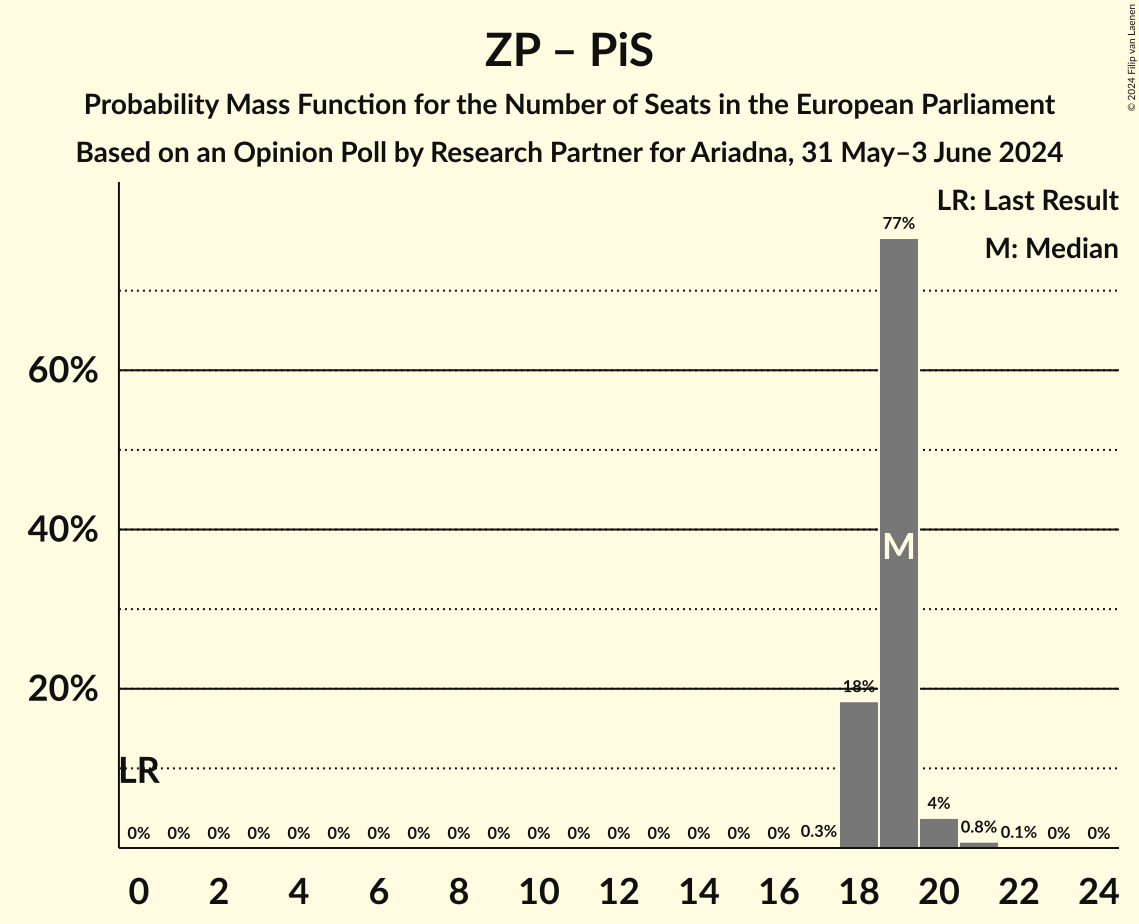 ZP – PiS
Probability Mass Function for the Number of Seats in the European Parliament
Based on an Opinion Poll by Research Partner for Ariadna, 31 May–3 June 2024
© 2024 Filip van Laenen
LR: Last Result
M: Median
77%
60%
40%
M
20%
18%
LR
4%
0% 0% 0% 0% 0% 0% 0% 0% 0% 0% 0% 0% 0% 0% 0% 0% 0% 0.3% 0.8% 0.1% 0% 0%
0 2 4 6 8 10 12 14 16 18 20 22 24